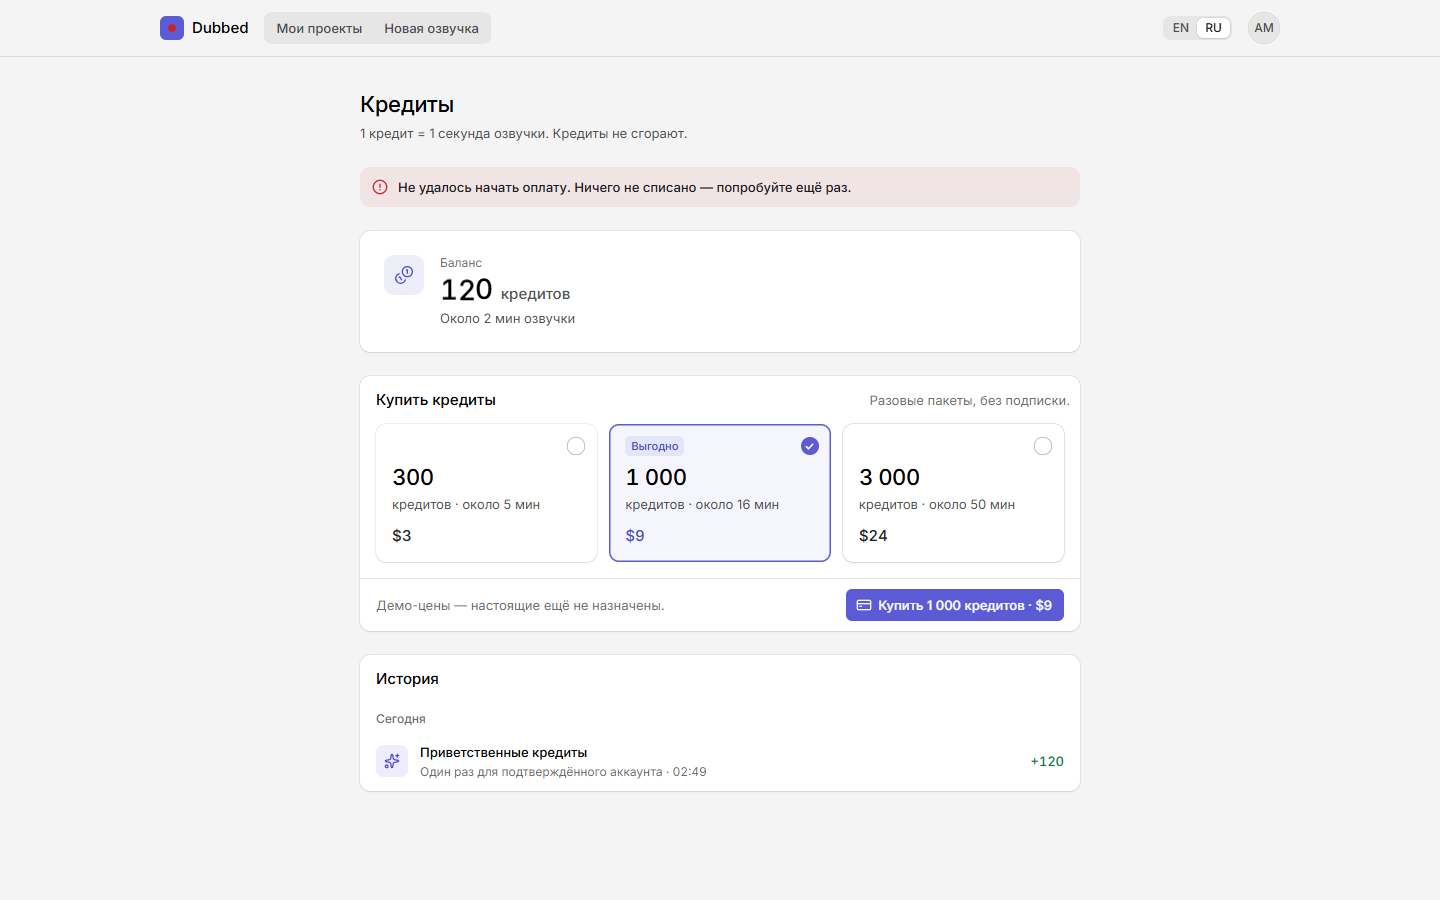 Dubbed
Мои проекты
Новая озвучка
EN
RU
AM
Кредиты
1 кредит = 1 секунда озвучки. Кредиты не сгорают.
Не удалось начать оплату. Ничего не списано — попробуйте ещё раз.
Баланс
120 кредитов
Около 2 мин озвучки
Купить кредиты
Разовые пакеты, без подписки.
300
кредитов · около 5 мин
$3
Выгодно
1 000
кредитов · около 16 мин
$9
3 000
кредитов · около 50 мин
$24
Демо-цены — настоящие ещё не назначены.
Купить 1 000 кредитов · $9
История
Сегодня
Приветственные кредиты
Один раз для подтверждённого аккаунта · 02:49
+120